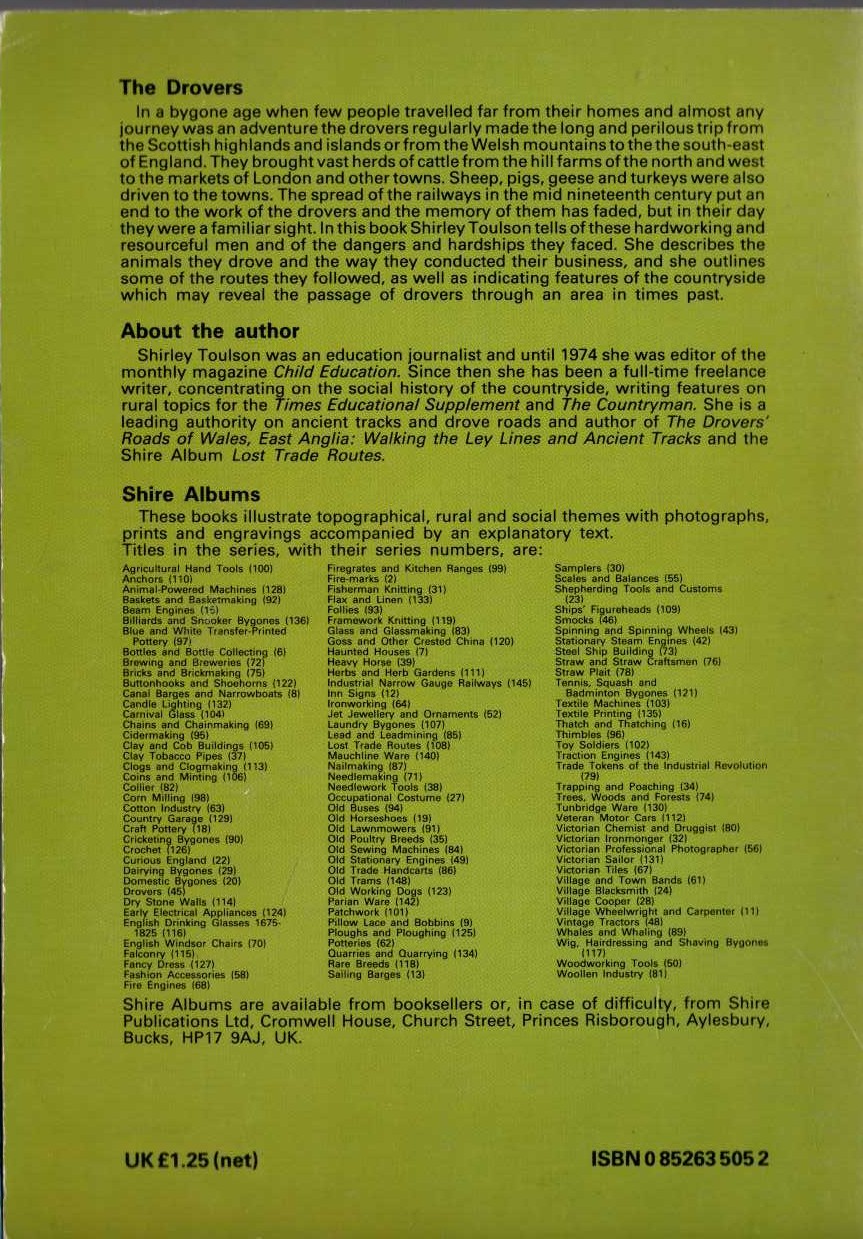 The Drovers
In a bygone age when few people travelled far from their homes and almost any
journey was an adventure the drovers regularly made the long and perilous trip from
the Scottish highlands and islands or from the Welsh mountains to the the south-east
of England. They brought vast herds of cattle from the hill farms of the north and west
to the markets of London and other towns. Sheep, pigs, geese and turkeys were also
driven to the towns. The spread of the railways in the mid nineteenth century put an
end to the work of the drovers and the memory of them has faded, but in their day
they were a familiar sight. In this book Shirley Toulson tells of these hardworking and
resourceful men and of the dangers and hardships they faced. She describes the
animals they drove and the way they conducted their business, and she outlines
some of the routes they followed, as well as indicating features of the countryside
which may reveal the passage of drovers through an area in times past.
About the author
Shirley Toulson was an education journalist and until 1974 she was editor of the
monthly magazine Child Education. Since then she has been a full-time freelance
writer, concentrating on the social history of the countryside, writing features on
rural topics for the Times Educational Supplement and The Countryman. She is a
leading authority on ancient tracks and drove roads and author of The Drovers'
Roads of Wales, East Anglia: Walking the Ley Lines and Ancient Tracks and the
Shire Album Lost Trade Routes.
Shire Albums
These books illustrate topographical, rural and social themes with photographs,
prints and engravings accompanied by an explanatory text.
Titles in the series, with their series numbers, are:
Agricultural Hand Tools (100)
Anchors (110)
Animal-Powered Machines (128)
Baskets and Basketmaking (92)
Beam Engines (15)
Billiards and Snooker Bygones (136)
Blue and White Transfer-Printed
Pottery (97)
Bottles and Bottle Collecting (6)
Brewing and Breweries (72)
Bricks and Brickmaking (75)
Buttonhooks and Shoehorns (122)
Canal Barges and Narrowboats (8)
Candle Lighting (132)
Carnival Glass (104)
Chains and Chainmaking (69)
Cidermaking (95)
Clay and Cob Buildings (105)
Clay Tobacco Pipes (37)
Clogs and Clogmaking (113)
Coins and Minting (106)
Collier (82)
Corn Milling (98)
Cotton Industry (63)
Country Garage (129)
Craft Pottery (18)
Cricketing Bygones (90)
Crochet (126)
Curious England (22)
Dairying Bygones (29)
Domestic Bygones (20)
Drovers (45)
Dry Stone Walls (114)
Early Electrical Appliances (124)
English Drinking Glasses 1675-
1825 (116)
English Windsor Chairs (70)
Falconry (115)
Fancy Dress (127)
Fashion Accessories (58)
Fire Engines (68)
Firegrates and Kitchen Ranges (99)
Fire-marks (2)
Fisherman Knitting (31)
Flax and Linen (133)
Follies (93)
Framework Knitting (119)
Glass and Glassmaking (83)
Goss and Other Crested China (120)
Haunted Houses (7)
Heavy Horse (39)
Herbs and Herb Gardens (111)
Industrial Narrow Gauge Railways (145)
Inn Signs (12)
Ironworking (64)
Jet Jewellery and Ornaments (52)
Laundry Bygones (107)
Lead and Leadmining (85)
Lost Trade Routes (108)
Mauchline Ware (140)
Nailmaking (87)
Needlemaking (71)
Needlework Tools (38)
Occupational Costume (27)
Old Buses (94)
Old Horseshoes (19)
Old Lawnmowers (91)
Old Poultry Breeds (35)
Old Sewing Machines (84)
Old Stationary Engines (49)
Old Trade Handcarts (86)
Old Trams (148)
Old Working Dogs (123)
Parian Ware (142)
Patchwork (101)
Pillow Lace and Bobbins (9)
Ploughs and Ploughing (125)
Potteries (62)
Quarries and Quarrying (134)
Rare Breeds (118)
Sailing Barges (13)
Samplers (30)
Scales and Balances (55)
Shepherding Tools and Customs
(23)
Ships' Figureheads (109)
Smocks (46)
Spinning and Spinning Wheels (43)
Stationary Steam Engines (42)
Steel Ship Building (73)
Straw and Straw Craftsmen (76)
Straw Plait (78)
Tennis, Squash and
Badminton Bygones (121)
Textile Machines (103)
Textile Printing (135)
Thatch and Thatching (16)
Thimbles (96)
Toy Soldiers (102)
Traction Engines (143)
Trade Tokens of the Industrial Revolution
(79)
Trapping and Poaching (34)
Trees, Woods and Forests (74)
Tunbridge Ware (130)
Veteran Motor Cars (112)
Victorian Chemist and Druggist (80)
Victorian Ironmonger (32)
Victorian Professional Photographer (56)
Victorian Sailor (131)
Victorian Tiles (67)
Village and Town Bands (61)
Village Blacksmith (24)
Village Cooper (28)
Village Wheelwright and Carpenter (11)
Vintage Tractors (48)
Whales and Whaling (89)
Wig, Hairdressing and Shaving Bygones
(117)
Woodworking Tools (50)
Woollen Industry (81)
Shire Albums are available from booksellers or, in case of difficulty, from Shire
Publications Ltd, Cromwell House, Church Street, Princes Risborough, Aylesbury,
Bucks, HP17 9AJ, UK.
UK £1.25 (net)
ISBN 0 85263 505 2